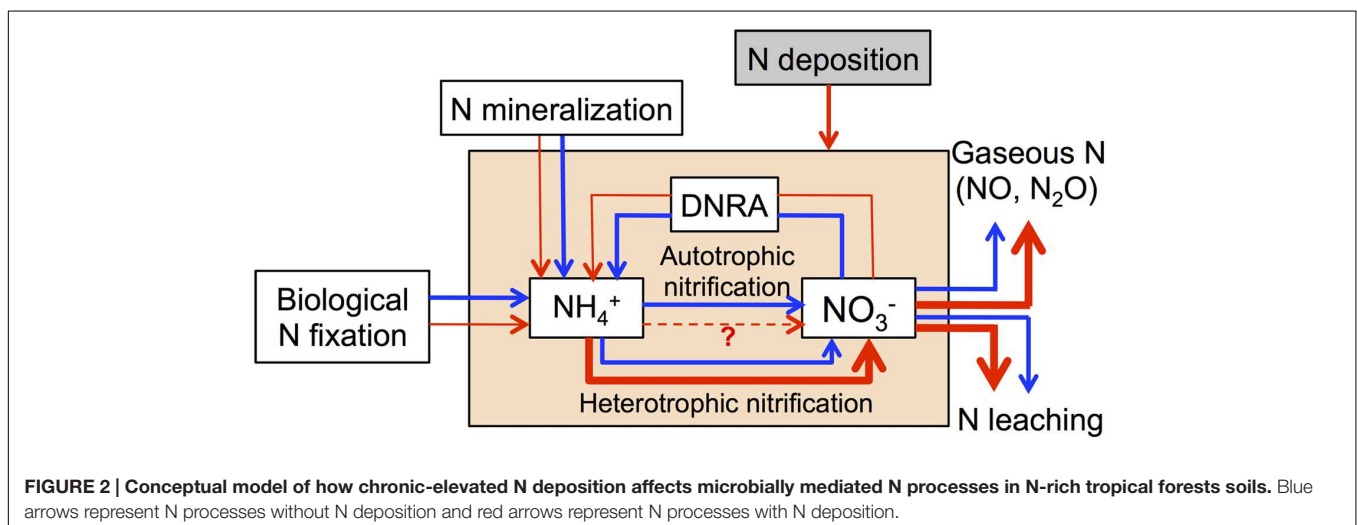 N deposition
N mineralization
Gaseous N
(NO, N₂O)
DNRA
Autotrophic
nitrification
Biological
N fixation
NH₄⁺
NO₃⁻
?
Heterotrophic nitrification
N leaching
FIGURE 2 | Conceptual model of how chronic-elevated N deposition affects microbially mediated N processes in N-rich tropical forests soils. Blue
arrows represent N processes without N deposition and red arrows represent N processes with N deposition.